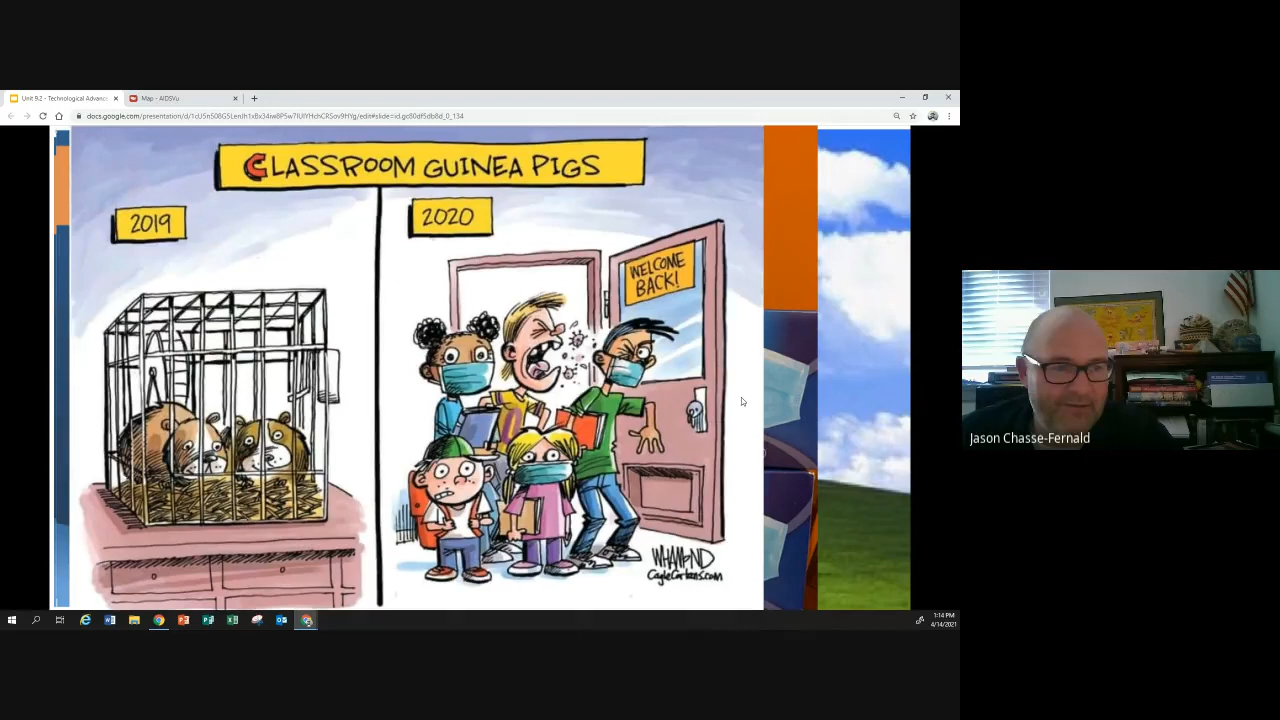 Unit 9.2 - Technological Advanc
Map - AIDSVu
CLASSROOM GUINEA PIGS
2019
2020
WELCOME
BACK!
WHAMOND
CagleCartoons.com
Jason Chasse-Fernald
1:14 PM
4/14/2021